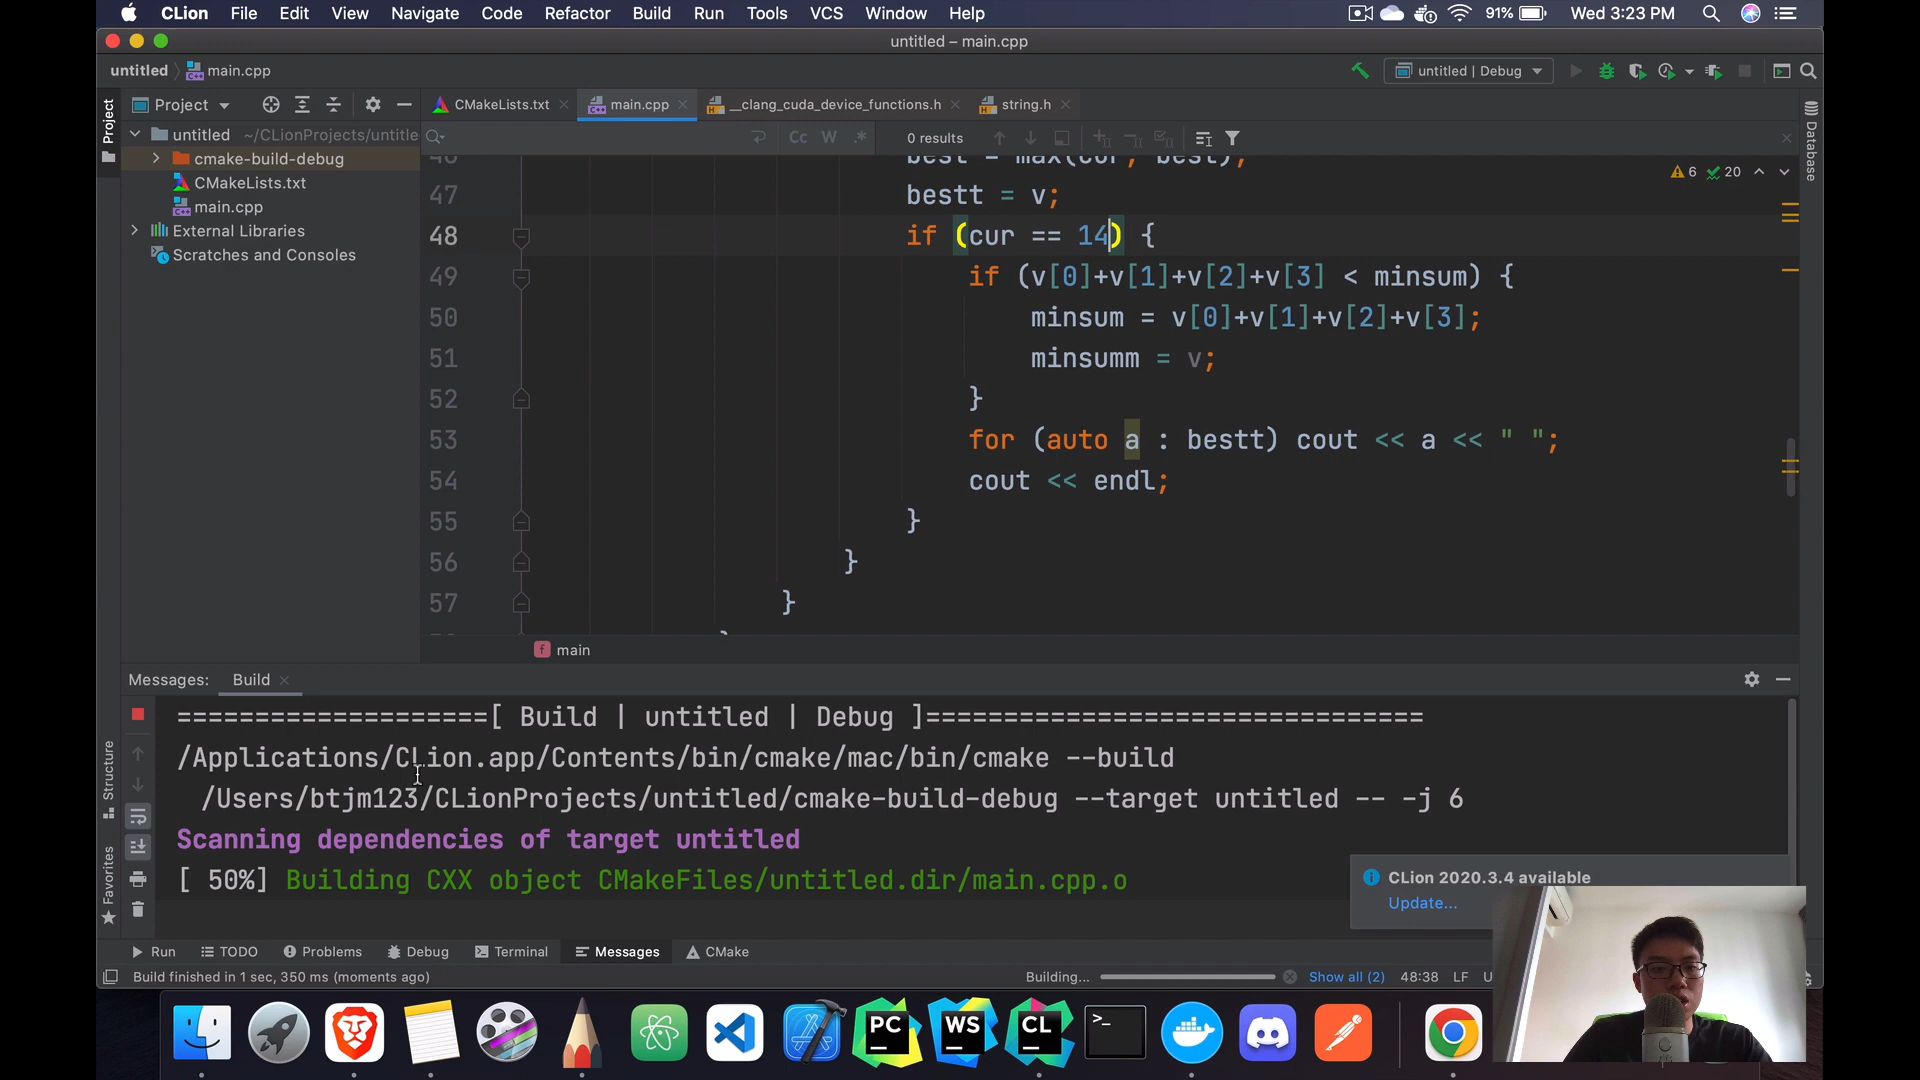 CLion File Edit View Navigate Code Refactor Build Run Tools VCS Window Help 91% Wed 3:23 PM
untitled – main.cpp
untitled main.cpp untitled | Debug
Project CMakeLists.txt main.cpp __clang_cuda_device_functions.h string.h
untitled ~/CLionProjects/untitle
Cc W .* 0 results
cmake-build-debug
CMakeLists.txt
main.cpp
External Libraries
Scratches and Consoles
Project
Database
6 20
best = max(cur, best);
47 bestt = v;
48 if (cur == 14) {
49 if (v[0]+v[1]+v[2]+v[3] < minsum) {
50 minsum = v[0]+v[1]+v[2]+v[3];
51 minsumm = v;
52 }
53 for (auto a : bestt) cout << a << " ";
54 cout << endl;
55 }
56 }
57 }
f main
Messages: Build
====================[ Build | untitled | Debug ]================================
/Applications/CLion.app/Contents/bin/cmake/mac/bin/cmake --build
/Users/btjm123/CLionProjects/untitled/cmake-build-debug --target untitled -- -j 6
Scanning dependencies of target untitled
[ 50%] Building CXX object CMakeFiles/untitled.dir/main.cpp.o
Structure
Favorites
CLion 2020.3.4 available
Update...
Run TODO Problems Debug Terminal Messages CMake
Build finished in 1 sec, 350 ms (moments ago) Building... Show all (2) 48:38 LF
PC WS CL >_